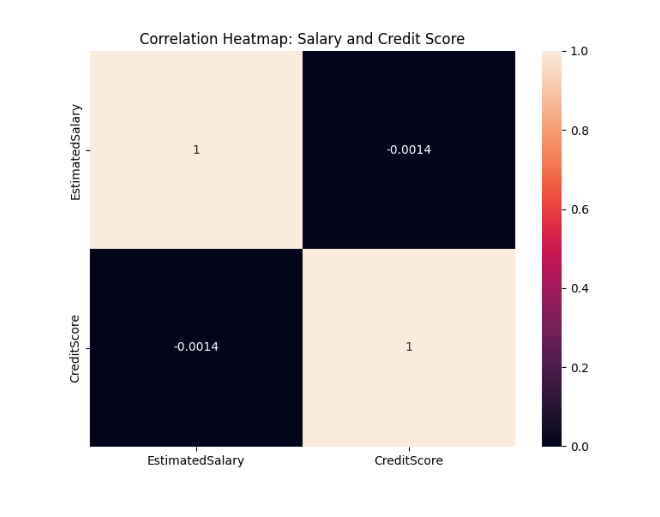 Correlation Heatmap: Salary and Credit Score
EstimatedSalary
CreditScore
1
-0.0014
-0.0014
1
EstimatedSalary
CreditScore
1.0
0.8
0.6
0.4
0.2
0.0